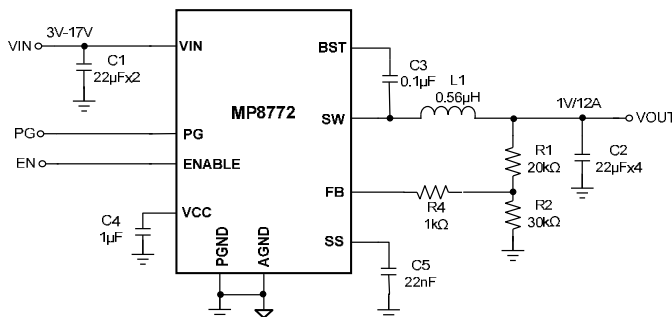 3V-17V
VIN
C1
22µFx2
VIN
BST
C3
0.1µF
L1
0.56µH
MP8772
SW
1V/12A
VOUT
PG
PG
EN
ENABLE
R1
20kΩ
C2
22µFx4
FB
R4
1kΩ
R2
30kΩ
C4
1µF
VCC
SS
C5
22nF
PGND
AGND